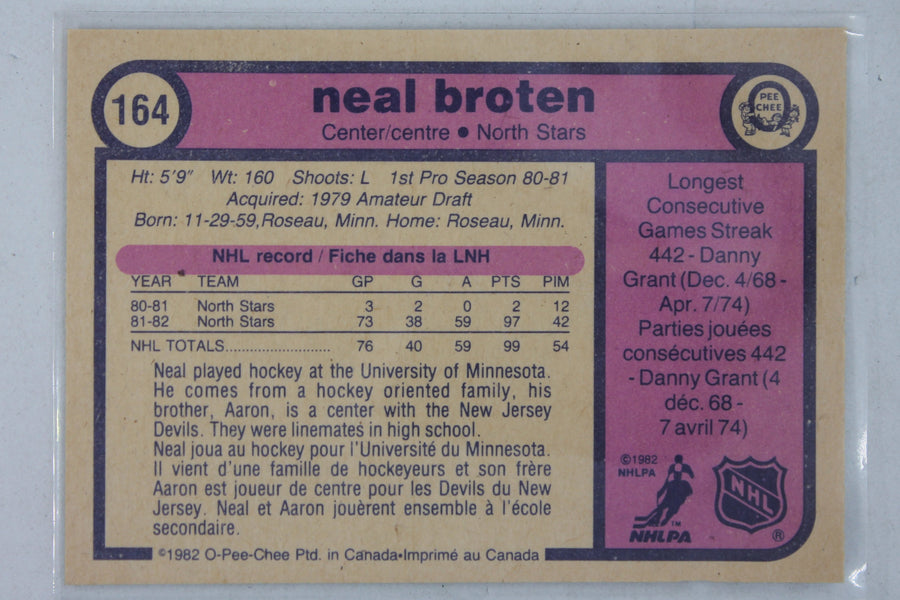 164
neal broten
Center/centre • North Stars
PEE
CHEE
Ht: 5'9" Wt: 160 Shoots: L 1st Pro Season 80-81
Acquired: 1979 Amateur Draft
Born: 11-29-59,Roseau, Minn. Home: Roseau, Minn.
NHL record / Fiche dans la LNH
YEAR TEAM GP G A PTS PIM
80-81 North Stars 3 2 0 2 12
81-82 North Stars 73 38 59 97 42
NHL TOTALS.............................. 76 40 59 99 54
Neal played hockey at the University of Minnesota.
He comes from a hockey oriented family, his
brother, Aaron, is a center with the New Jersey
Devils. They were linemates in high school.
Neal joua au hockey pour l'Université du Minnesota.
Il vient d'une famille de hockeyeurs et son frère
Aaron est joueur de centre pour les Devils du New
Jersey. Neal et Aaron jouèrent ensemble à l'école
secondaire.
©1982 O-Pee-Chee Ptd. in Canada•Imprimé au Canada
Longest
Consecutive
Games Streak
442 - Danny
Grant (Dec. 4/68 -
Apr. 7/74)
Parties jouées
consécutives 442
- Danny Grant (4
déc. 68 -
7 avril 74)
©1982
NHLPA
TM
NHLPA
NHL
®